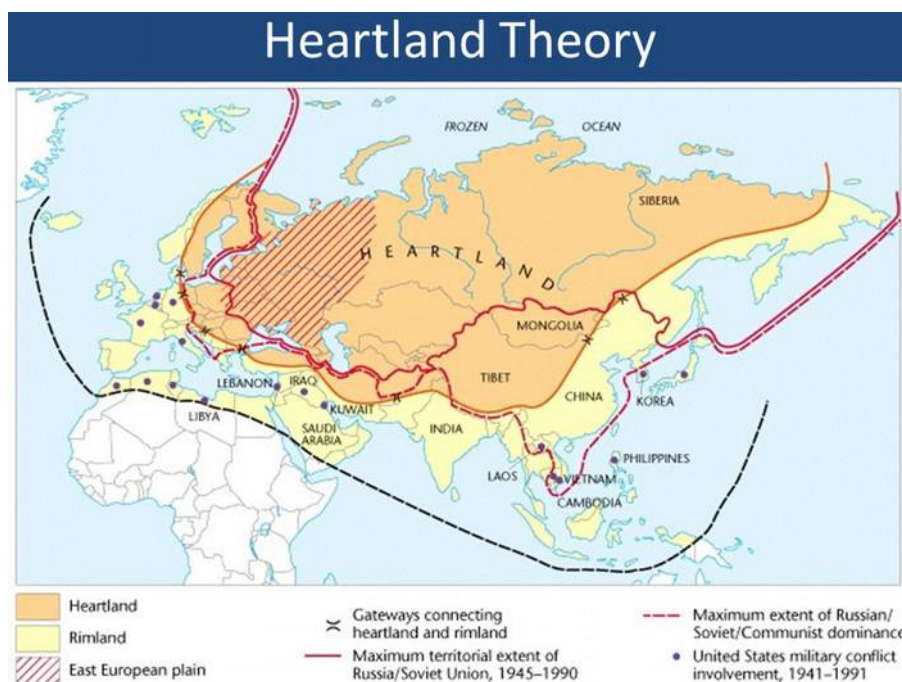 Heartland Theory
FROZEN OCEAN
SIBERIA
HEARTLAND
MONGOLIA
TIBET
CHINA
KOREA
LEBANON
IRAQ
KUWAIT
LIBYA
SAUDI
ARABIA
INDIA
LAOS
VIETNAM
CAMBODIA
PHILIPPINES
Heartland
Rimland
East European plain
Gateways connecting
heartland and rimland
Maximum territorial extent of
Russia/Soviet Union, 1945–1990
Maximum extent of Russian/
Soviet/Communist dominance
United States military conflict
involvement, 1941–1991